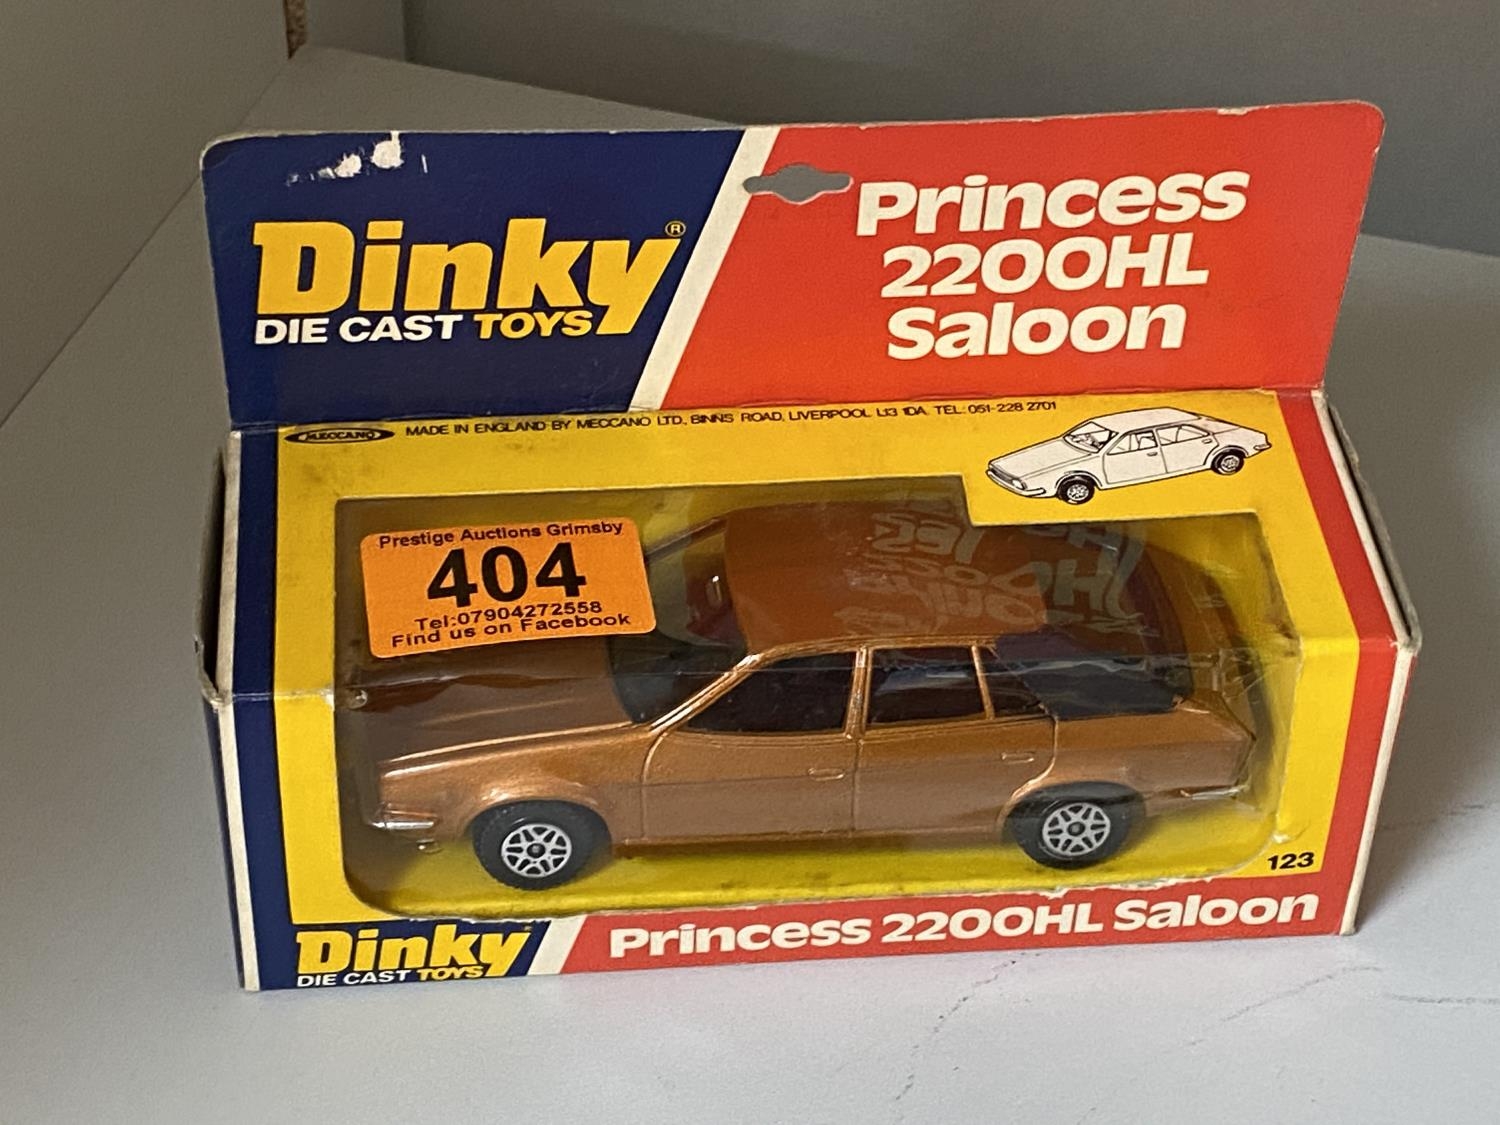 Dinky®
DIE CAST TOYS
Princess
2200HL
Saloon
MECCANO
MADE IN ENGLAND BY MECCANO LTD., BINNS ROAD, LIVERPOOL L13 1DA. TEL: 051-228 2701
Prestige Auctions Grimsby
404
Tel:07904272558
Find us on Facebook
123
Dinky
DIE CAST TOYS
Princess 2200HL Saloon